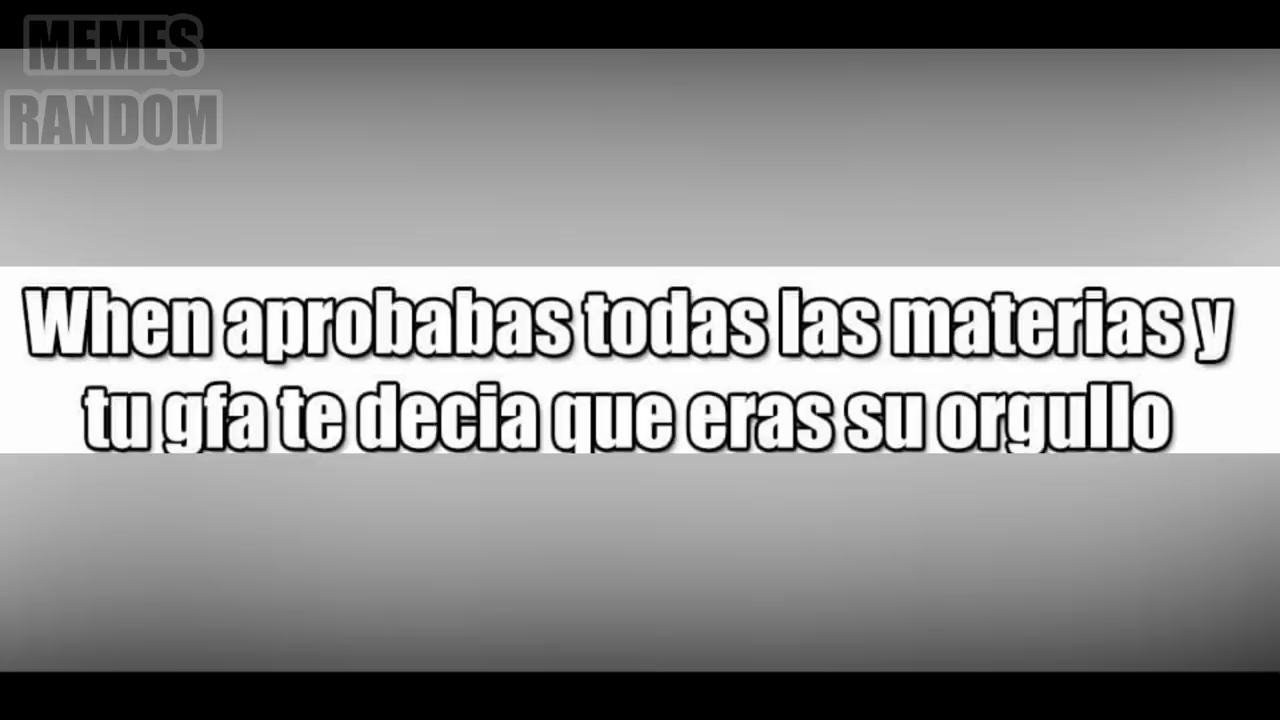 MEMES
RANDOM
When aprobabas todas las materias y
tu gfa te decia que eras su orgullo